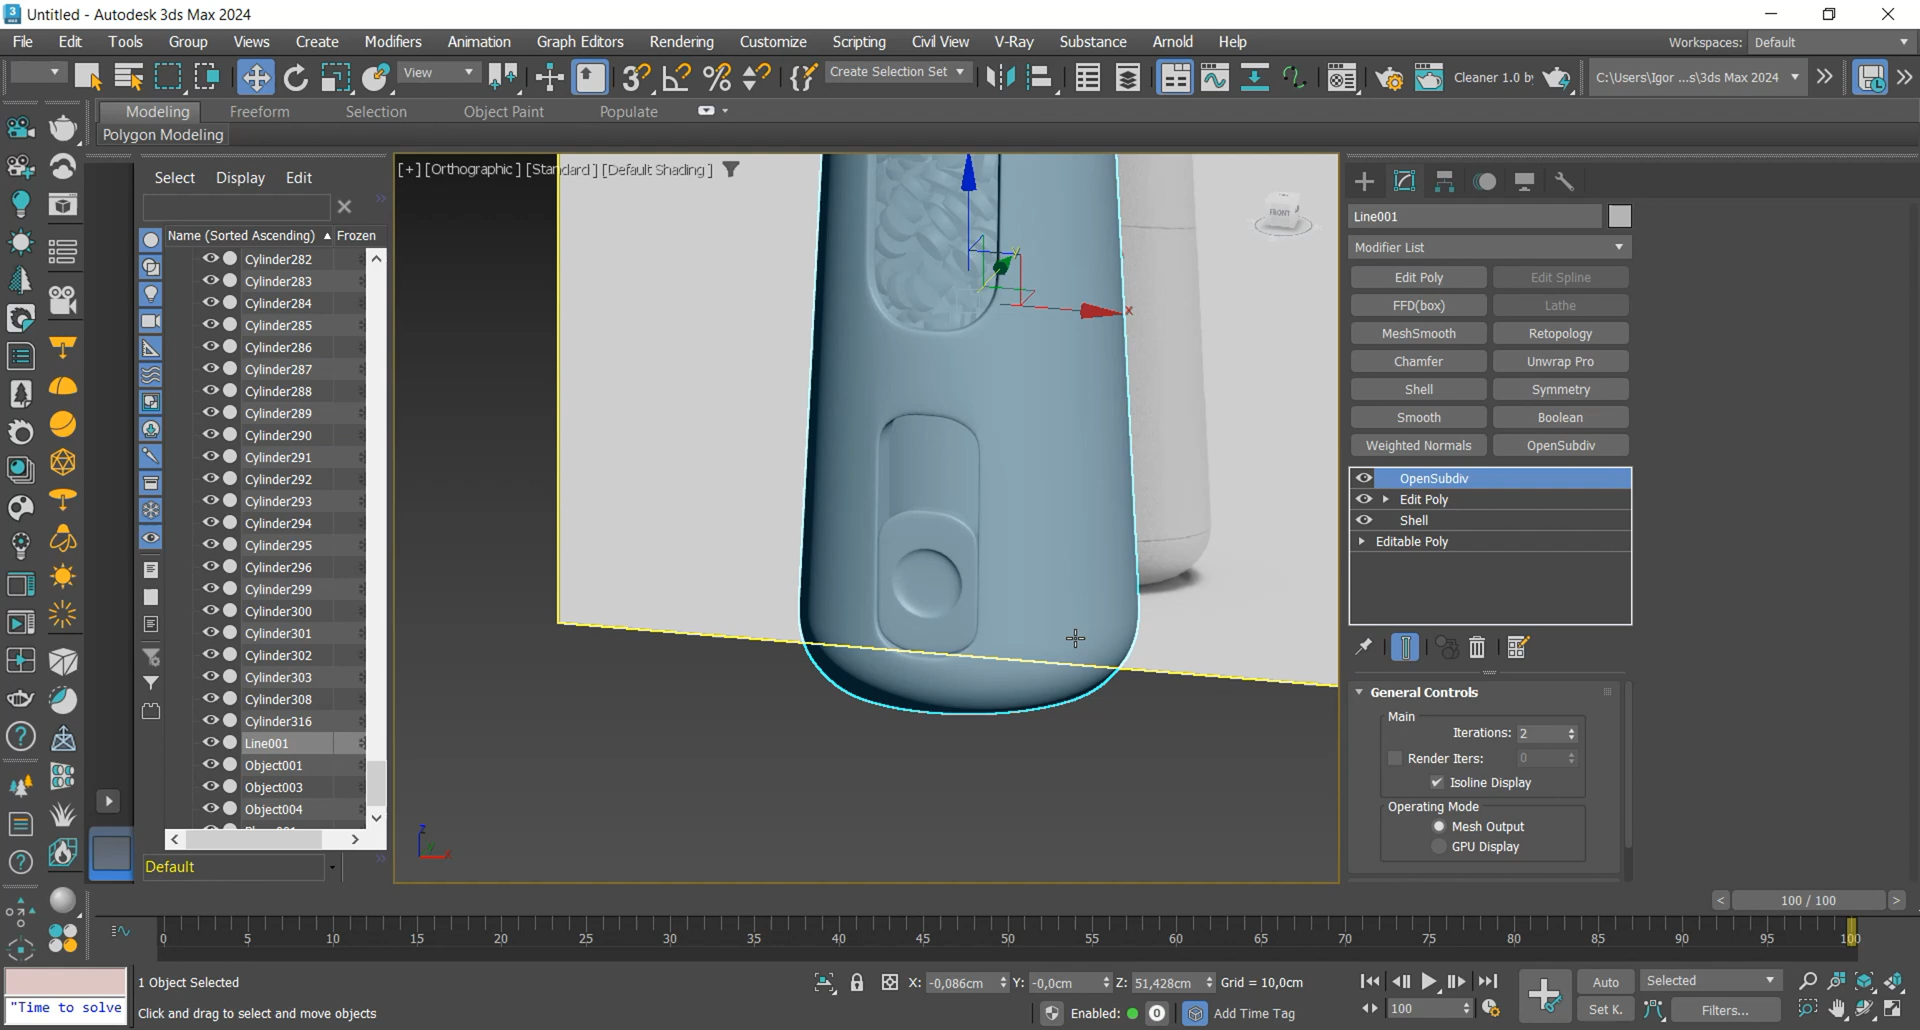 Untitled - Autodesk 3ds Max 2024
File Edit Tools Group Views Create Modifiers Animation Graph Editors Rendering Customize Scripting Civil View V-Ray Substance Arnold Help
Workspaces: Default
View
Create Selection Set
Cleaner 1.0 by
C:\Users\Igor ...s\3ds Max 2024
Modeling Freeform Selection Object Paint Populate
Polygon Modeling
Select Display Edit
Name (Sorted Ascending) Frozen
Cylinder282
Cylinder283
Cylinder284
Cylinder285
Cylinder286
Cylinder287
Cylinder288
Cylinder289
Cylinder290
Cylinder291
Cylinder292
Cylinder293
Cylinder294
Cylinder295
Cylinder296
Cylinder299
Cylinder300
Cylinder301
Cylinder302
Cylinder303
Cylinder308
Cylinder316
Line001
Object001
Object003
Object004
Default
[+] [Orthographic ] [Standard ] [Default Shading ]
FRONT
x
y
z
Line001
Modifier List
Edit Poly Edit Spline
FFD(box) Lathe
MeshSmooth Retopology
Chamfer Unwrap Pro
Shell Symmetry
Smooth Boolean
Weighted Normals OpenSubdiv
OpenSubdiv
Edit Poly
Shell
Editable Poly
General Controls
Main
Iterations: 2
Render Iters: 0
Isoline Display
Operating Mode
Mesh Output
GPU Display
< 100 / 100 >
0 5 10 15 20 25 30 35 40 45 50 55 60 65 70 75 80 85 90 95 100
1 Object Selected
X: -0,086cm Y: -0,0cm Z: 51,428cm Grid = 10,0cm
Auto Selected
"Time to solve
Click and drag to select and move objects
Enabled: 0 Add Time Tag
100
Set K. Filters...